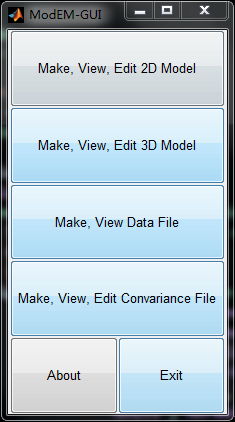 ModEM-GUI
Make, View, Edit 2D Model
Make, View, Edit 3D Model
Make, View Data File
Make, View, Edit Convariance File
About
Exit